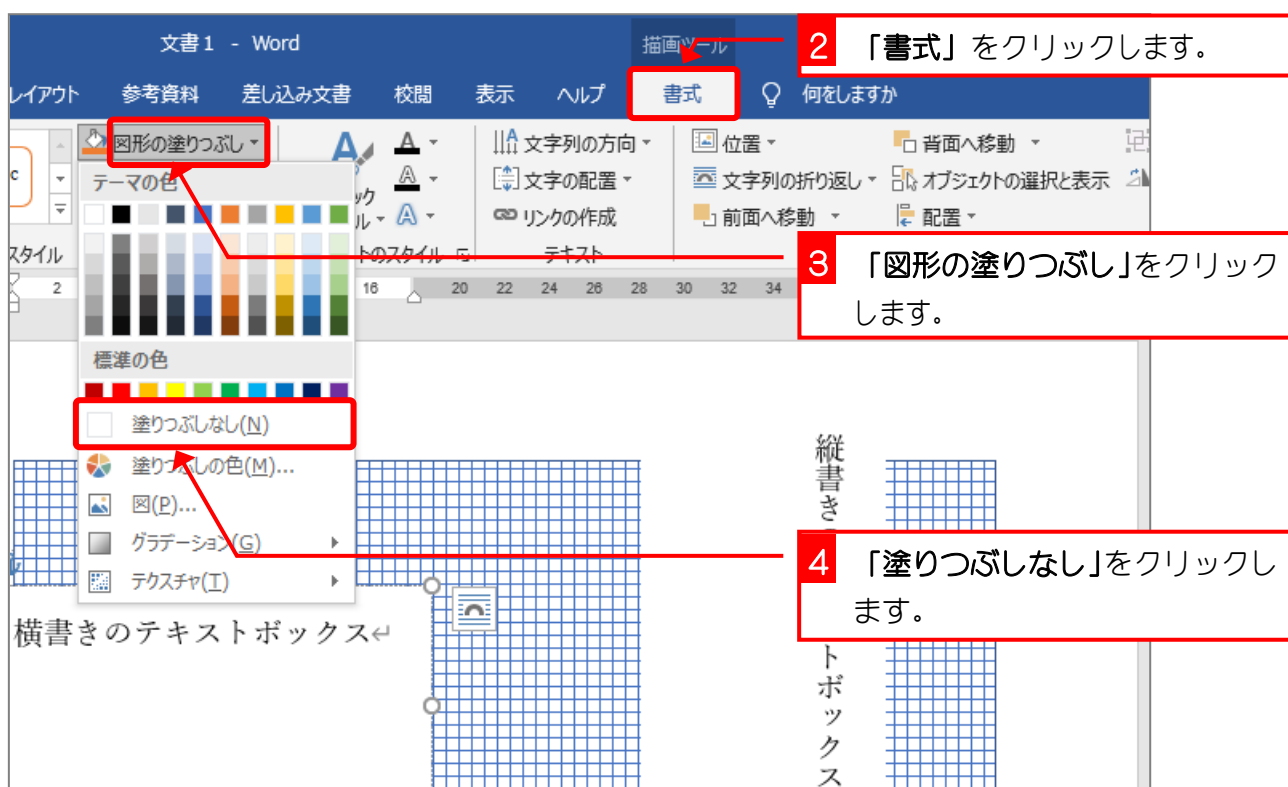 文書1 - Word
描画ツール
2 「書式」をクリックします。
レイアウト 参考資料 差し込み文書 校閲 表示 ヘルプ 書式 何をしますか
図形の塗りつぶし
文字列の方向
位置
背面へ移動
文字の配置
文字列の折り返し
オブジェクトの選択と表示
リンクの作成
前面へ移動
配置
スタイル
トのスタイル
テキスト
テーマの色
3 「図形の塗りつぶし」をクリック
します。
2 16 20 22 24 26 28 30 32 34
標準の色
塗りつぶしなし(N)
塗りつぶしの色(M)...
図(P)...
グラデーション(G)
テクスチャ(T)
4 「塗りつぶしなし」をクリックし
ます。
横書きのテキストボックス↵
縦書き
トボックス